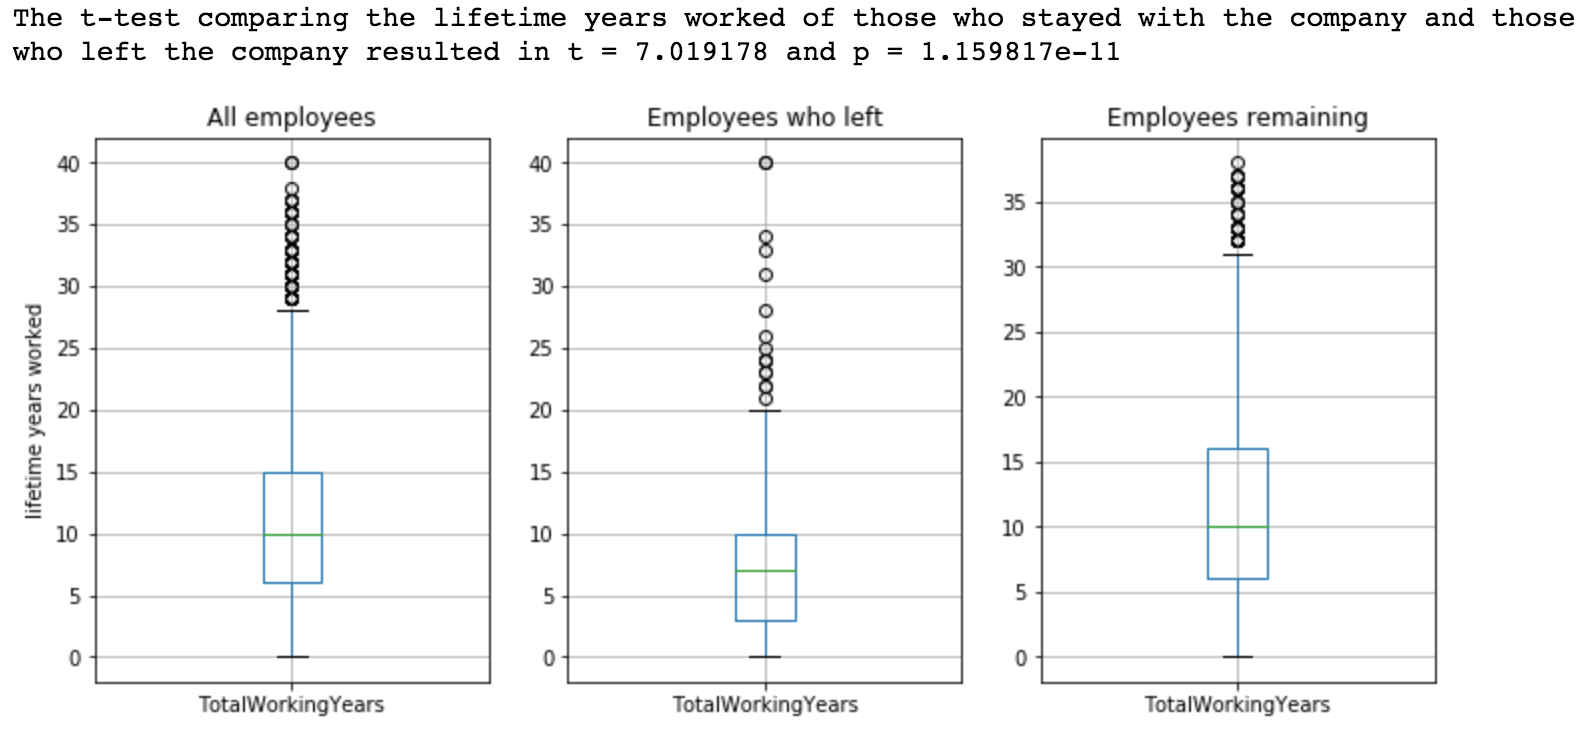 The t-test comparing the lifetime years worked of those who stayed with the company and those
who left the company resulted in t = 7.019178 and p = 1.159817e-11
All employees
40
35
30
25
20
15
10
5
0
lifetime years worked
TotalWorkingYears
Employees who left
40
35
30
25
20
15
10
5
0
TotalWorkingYears
Employees remaining
35
30
25
20
15
10
5
0
TotalWorkingYears